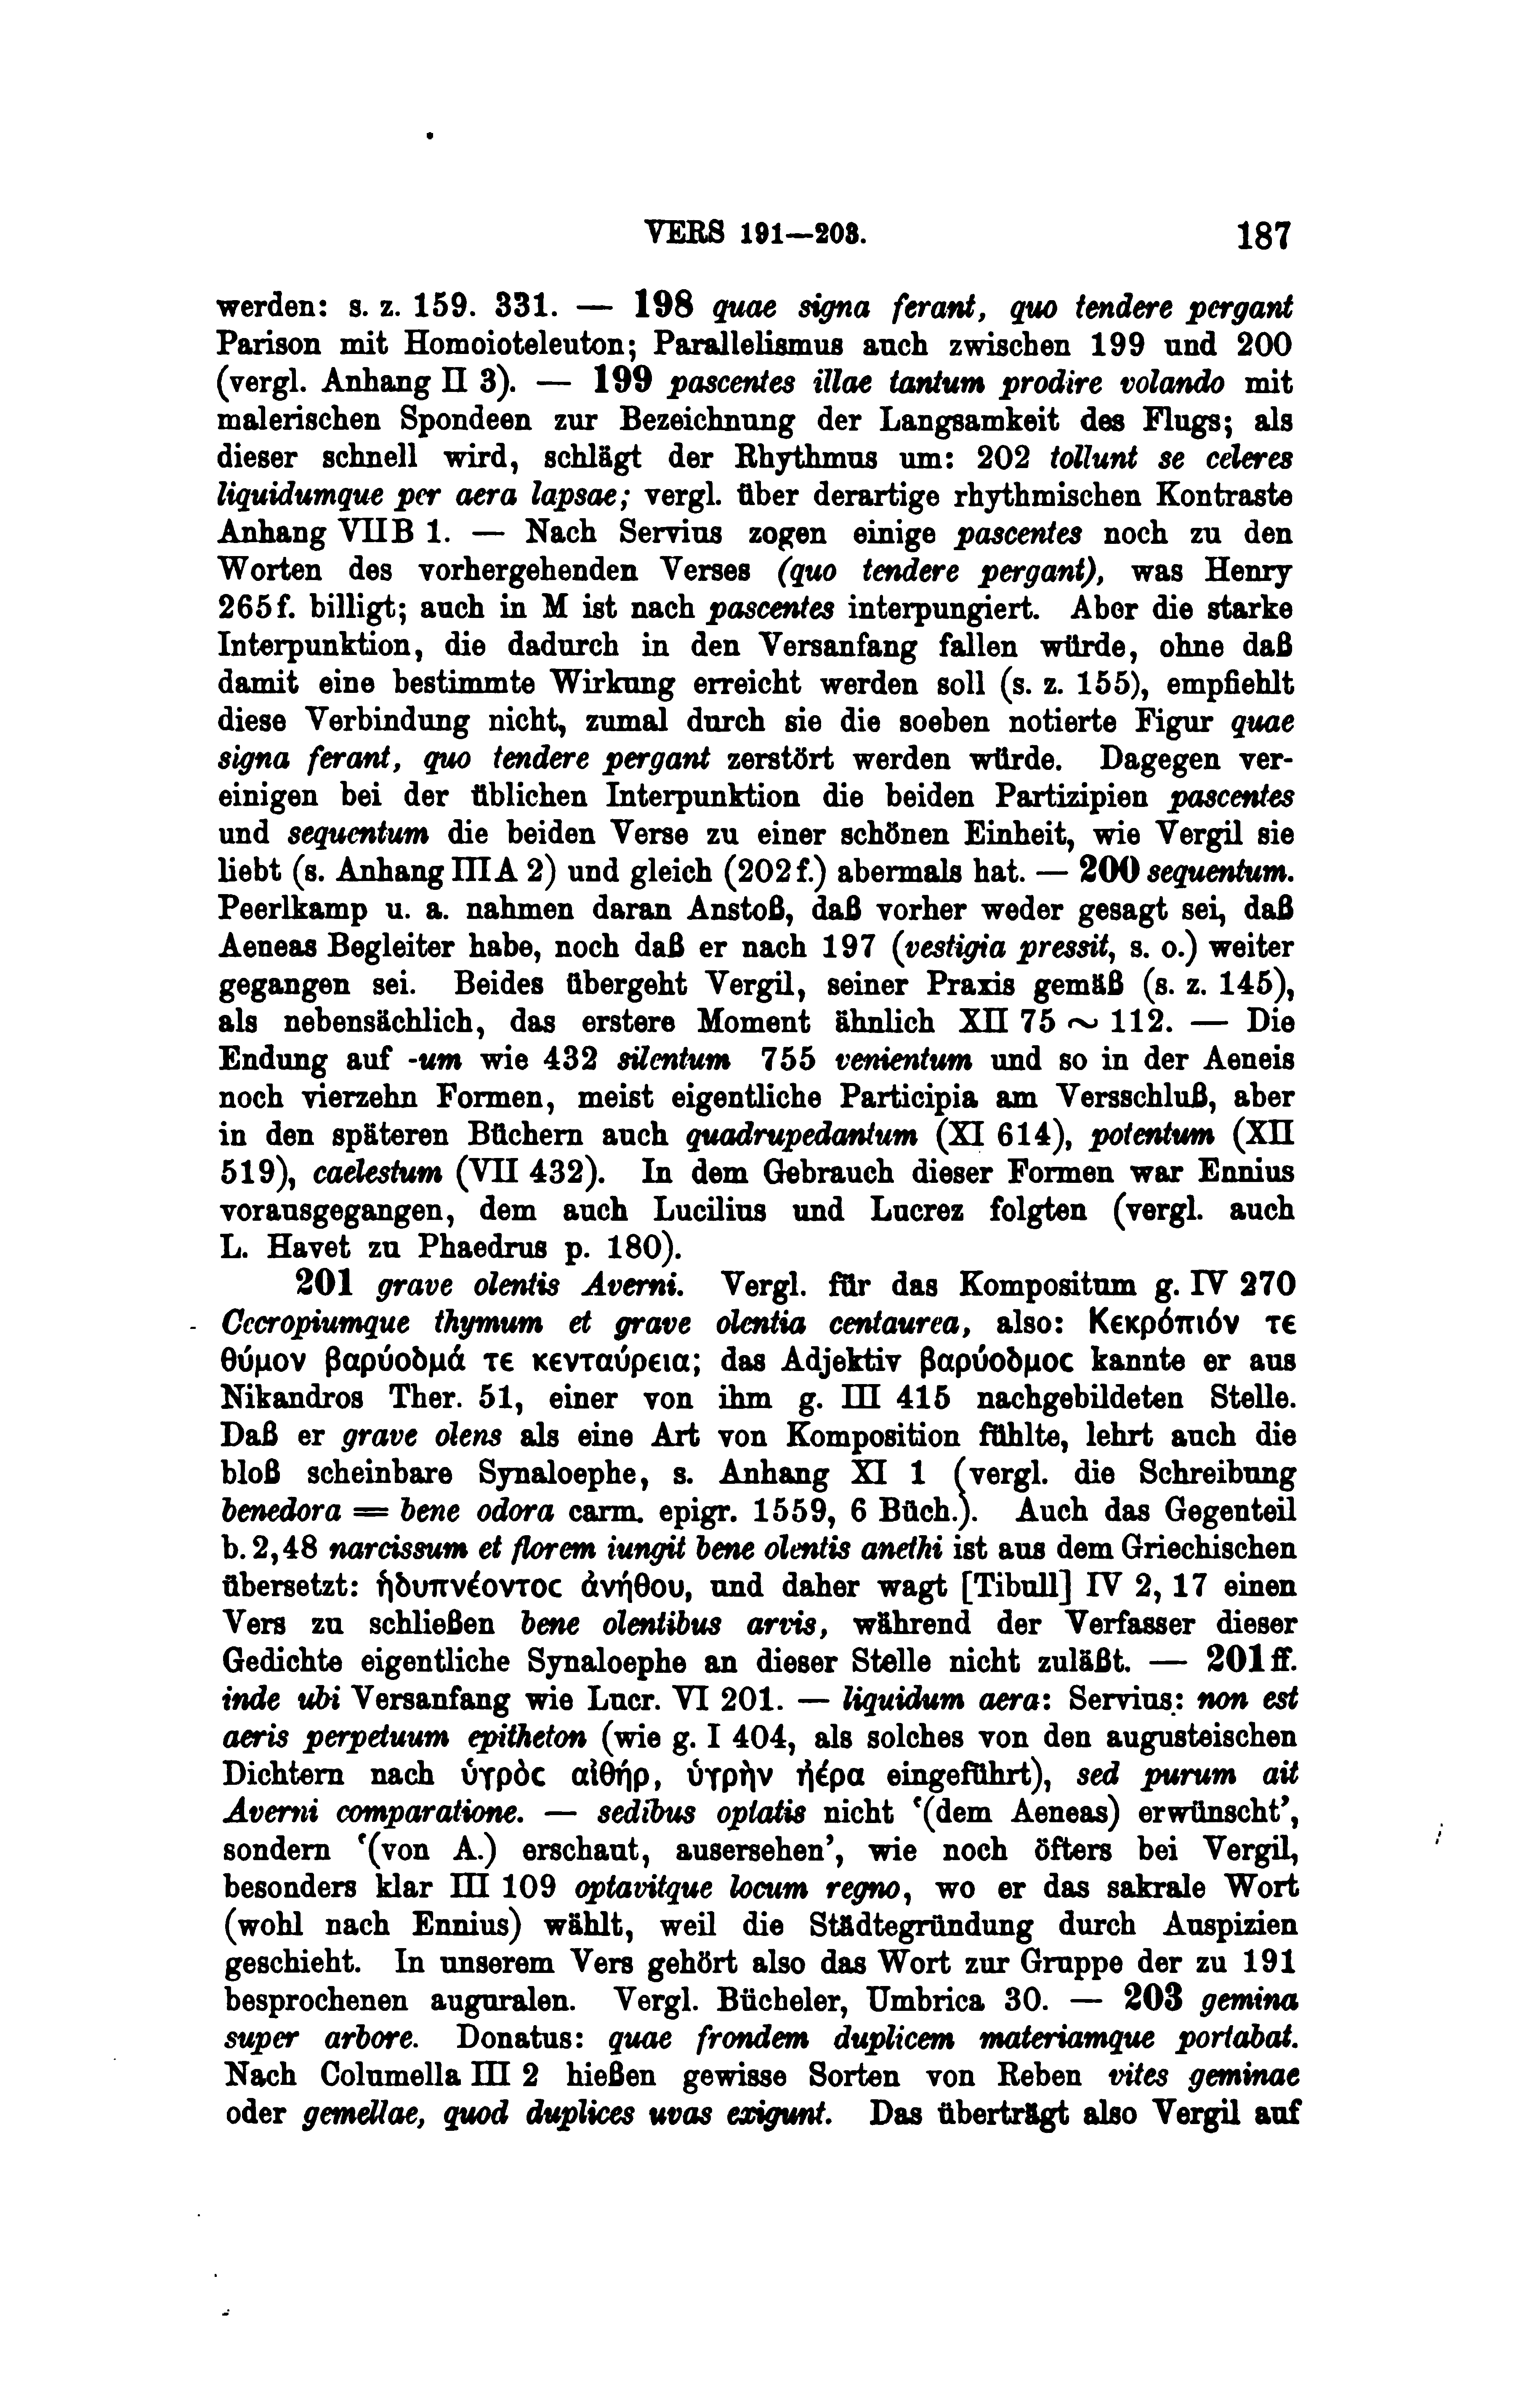 VERS 191—203. 187
werden: s. z. 159. 331. — 198 quae signa ferant, quo tendere pergant
Parison mit Homoioteleuton; Parallelismus auch zwischen 199 und 200
(vergl. Anhang II 3). — 199 pascentes illae tantum prodire volando mit
malerischen Spondeen zur Bezeichnung der Langsamkeit des Flugs; als
dieser schnell wird, schlägt der Rhythmus um: 202 tollunt se celeres
liquidumque per aera lapsae; vergl. über derartige rhythmischen Kontraste
Anhang VII B 1. — Nach Servius zogen einige pascentes noch zu den
Worten des vorhergehenden Verses (quo tendere pergant), was Henry
265f. billigt; auch in M ist nach pascentes interpungiert. Aber die starke
Interpunktion, die dadurch in den Versanfang fallen würde, ohne daß
damit eine bestimmte Wirkung erreicht werden soll (s. z. 155), empfiehlt
diese Verbindung nicht, zumal durch sie die soeben notierte Figur quae
signa ferant, quo tendere pergant zerstört werden würde. Dagegen ver-
einigen bei der üblichen Interpunktion die beiden Partizipien pascentes
und sequentum die beiden Verse zu einer schönen Einheit, wie Vergil sie
liebt (s. Anhang III A 2) und gleich (202 f.) abermals hat. — 200 sequentum.
Peerlkamp u. a. nahmen daran Anstoß, daß vorher weder gesagt sei, daß
Aeneas Begleiter habe, noch daß er nach 197 (vestigia pressit, s. o.) weiter
gegangen sei. Beides übergeht Vergil, seiner Praxis gemäß (s. z. 145),
als nebensächlich, das erstere Moment ähnlich XII 75 ~ 112. — Die
Endung auf -um wie 432 silentum 755 venientum und so in der Aeneis
noch vierzehn Formen, meist eigentliche Participia am Versschluß, aber
in den späteren Büchern auch quadrupedantum (XI 614), potentum (XII
519), caelestum (VII 432). In dem Gebrauch dieser Formen war Ennius
vorausgegangen, dem auch Lucilius und Lucrez folgten (vergl. auch
L. Havet zu Phaedrus p. 180).
201 grave olentis Averni. Vergl. für das Kompositum g. IV 270
Cecropiumque thymum et grave olentia centaurea, also: Κεκρόπιόν τε
θύμον βαρύοδμά τε κενταύρεια; das Adjektiv βαρύοδμοϲ kannte er aus
Nikandros Ther. 51, einer von ihm g. III 415 nachgebildeten Stelle.
Daß er grave olens als eine Art von Komposition fühlte, lehrt auch die
bloß scheinbare Synaloephe, s. Anhang XI 1 (vergl. die Schreibung
benedora = bene odora carm. epigr. 1559, 6 Büch.). Auch das Gegenteil
b. 2,48 narcissum et florem iungit bene olentis anethi ist aus dem Griechischen
übersetzt: ἡδυπνέοντοϲ ἀνήθου, und daher wagt [Tibull] IV 2, 17 einen
Vers zu schließen bene olentibus arvis, während der Verfasser dieser
Gedichte eigentliche Synaloephe an dieser Stelle nicht zuläßt. — 201 ff.
inde ubi Versanfang wie Lucr. VI 201. — liquidum aera: Servius: non est
aeris perpetuum epitheton (wie g. I 404, als solches von den augusteischen
Dichtern nach ὑγρὸϲ αἰθήρ, ὑγρὴν ἠέρα eingeführt), sed purum ait
Averni comparatione. — sedibus optatis nicht ‘(dem Aeneas) erwünscht’,
sondern ‘(von A.) erschaut, ausersehen’, wie noch öfters bei Vergil,
besonders klar III 109 optavitque locum regno, wo er das sakrale Wort
(wohl nach Ennius) wählt, weil die Städtegründung durch Auspizien
geschieht. In unserem Vers gehört also das Wort zur Gruppe der zu 191
besprochenen auguralen. Vergl. Bücheler, Umbrica 30. — 203 gemina
super arbore. Donatus: quae frondem duplicem materiamque portabat.
Nach Columella III 2 hießen gewisse Sorten von Reben vites geminae
oder gemellae, quod duplices uvas exigunt. Das überträgt also Vergil auf